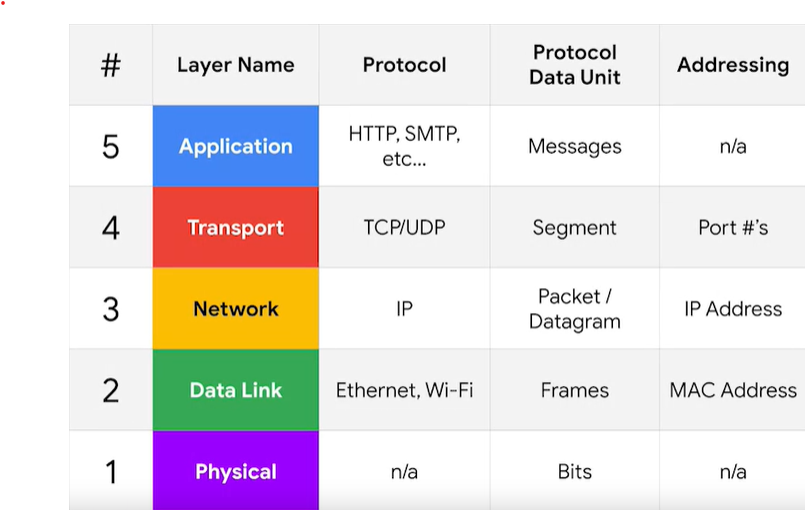 # Layer Name Protocol Protocol Data Unit Addressing
5 Application HTTP, SMTP, etc... Messages n/a
4 Transport TCP/UDP Segment Port #'s
3 Network IP Packet / Datagram IP Address
2 Data Link Ethernet, Wi-Fi Frames MAC Address
1 Physical n/a Bits n/a